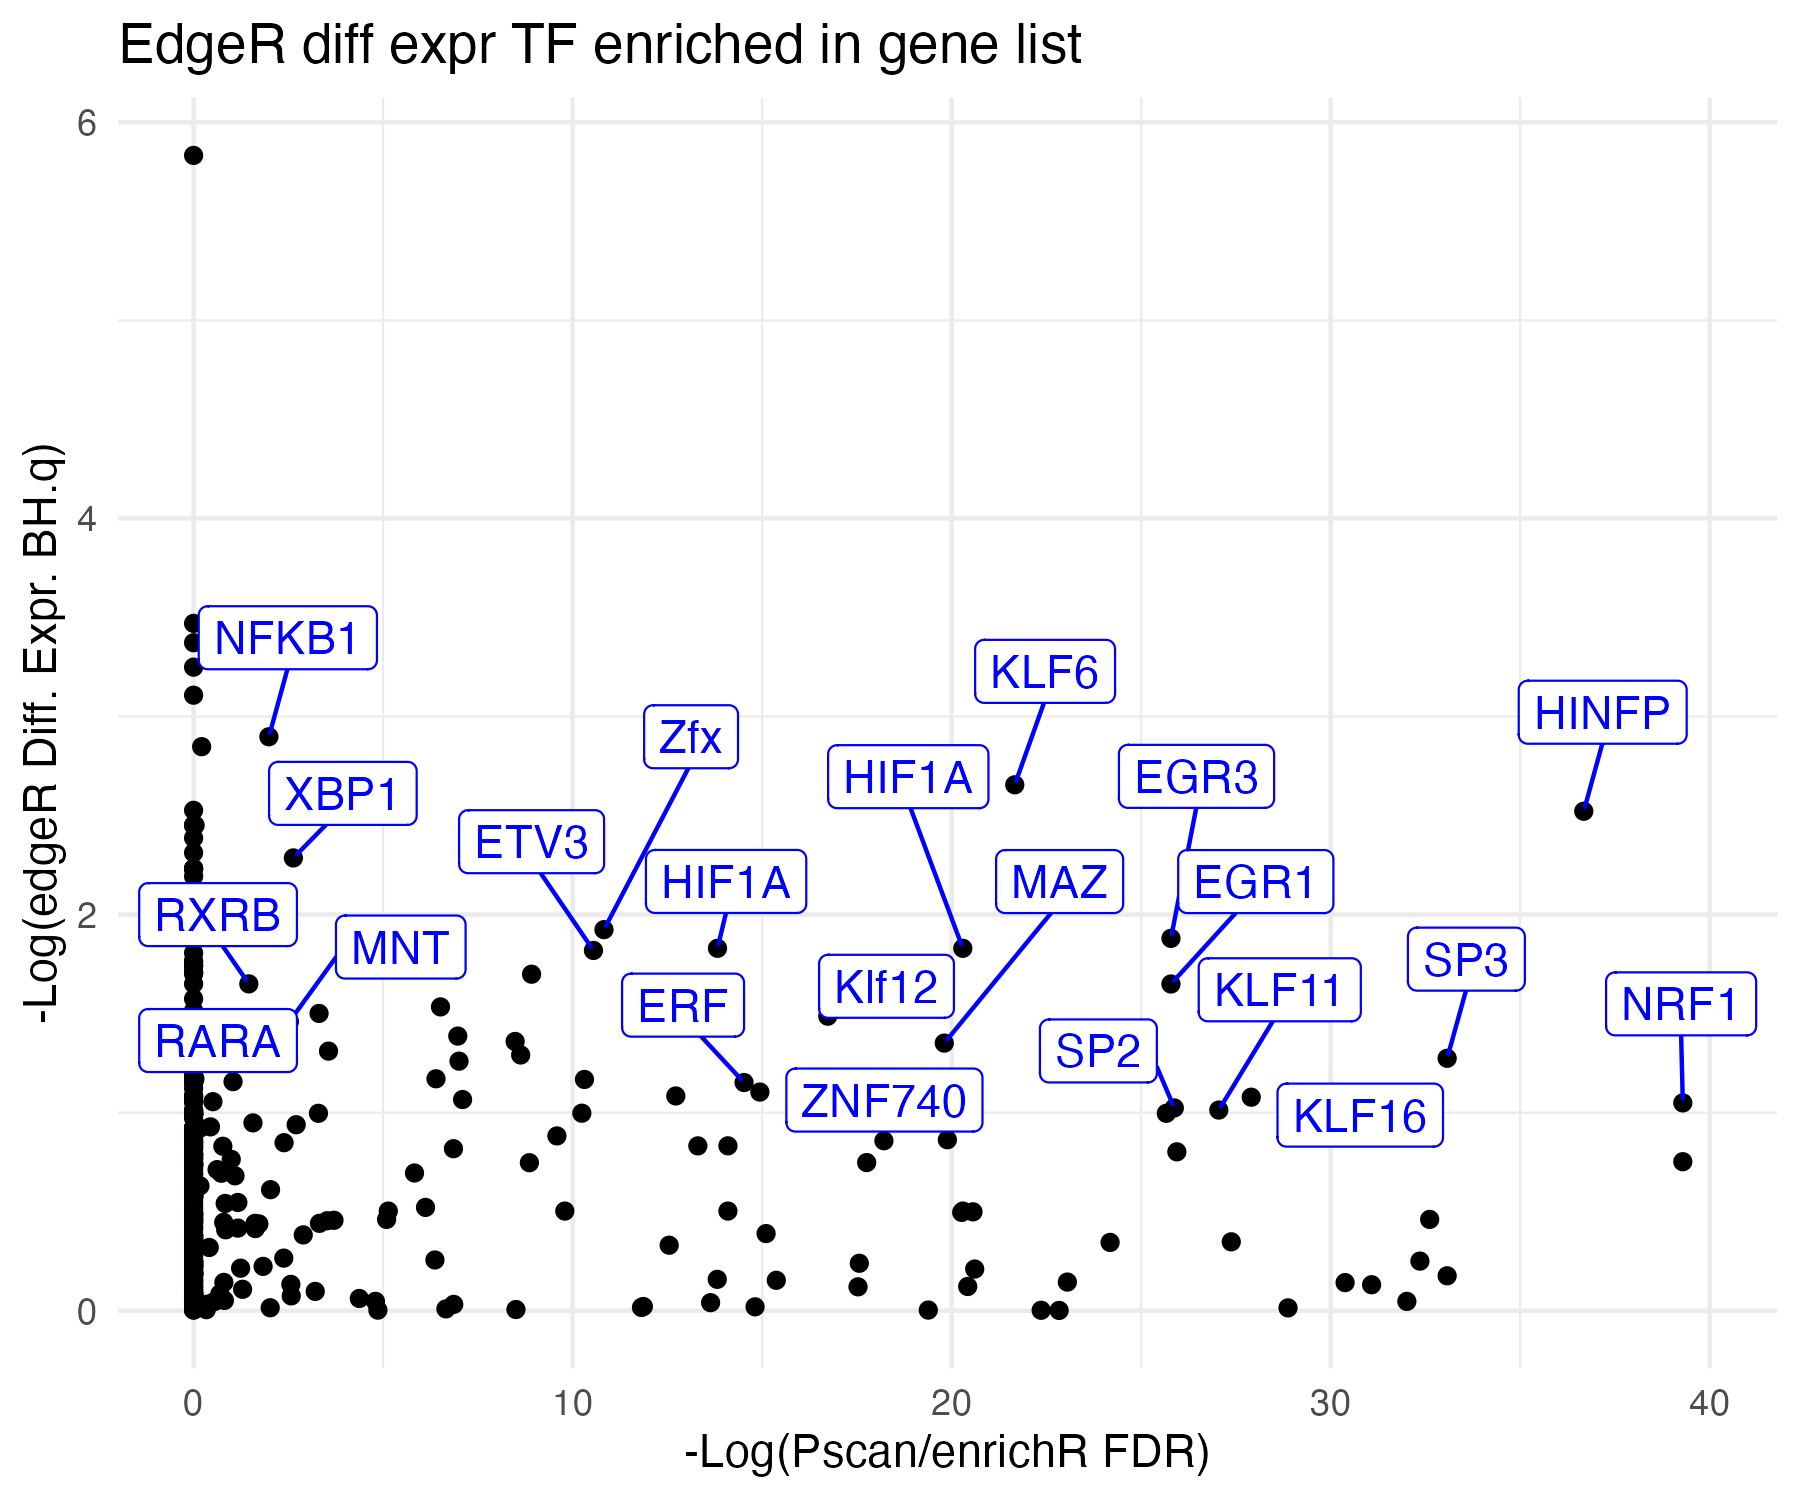 EdgeR diff expr TF enriched in gene list
6
4
2
0
-Log(edgeR Diff. Expr. BH.q)
NFKB1
KLF6
HINFP
Zfx
HIF1A
EGR3
XBP1
ETV3
HIF1A
MAZ
EGR1
RXRB
MNT
SP3
Klf12
KLF11
NRF1
ERF
RARA
SP2
ZNF740
KLF16
0
10
20
30
40
-Log(Pscan/enrichR FDR)